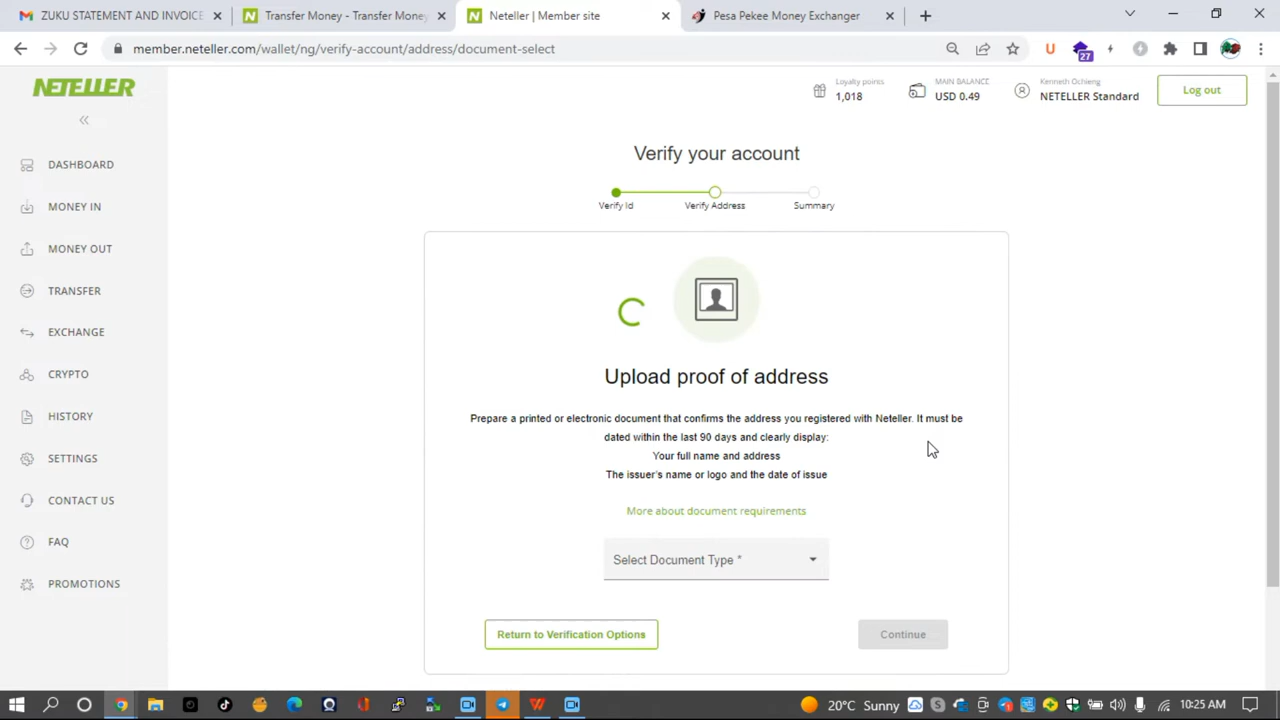 ZUKU STATEMENT AND INVOICE
Transfer Money - Transfer Money
Neteller | Member site
Pesa Pekee Money Exchanger
member.neteller.com/wallet/ng/verify-account/address/document-select
U
27
NETELLER
Loyalty points
1,018
MAIN BALANCE
USD 0.49
Kenneth Ochieng
NETELLER Standard
Log out
DASHBOARD
MONEY IN
MONEY OUT
TRANSFER
EXCHANGE
CRYPTO
HISTORY
SETTINGS
CONTACT US
FAQ
PROMOTIONS
Verify your account
Verify Id
Verify Address
Summary
Upload proof of address
Prepare a printed or electronic document that confirms the address you registered with Neteller. It must be
dated within the last 90 days and clearly display:
Your full name and address
The issuer's name or logo and the date of issue
More about document requirements
Select Document Type *
Return to Verification Options
Continue
20°C Sunny
10:25 AM